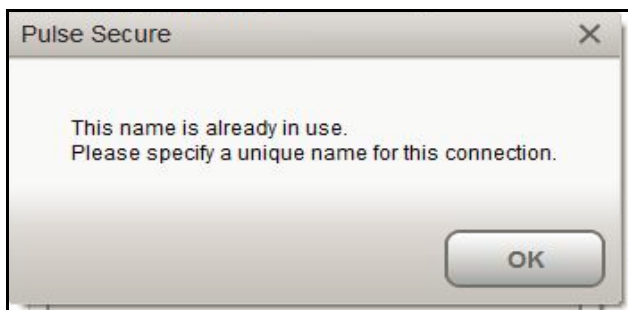 Pulse Secure
This name is already in use.
Please specify a unique name for this connection.
OK